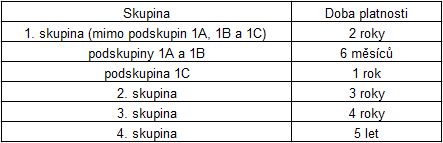 Skupina Doba platnosti
1. skupina (mimo podskupin 1A, 1B a 1C) 2 roky
podskupiny 1A a 1B 6 měsíců
podskupina 1C 1 rok
2. skupina 3 roky
3. skupina 4 roky
4. skupina 5 let